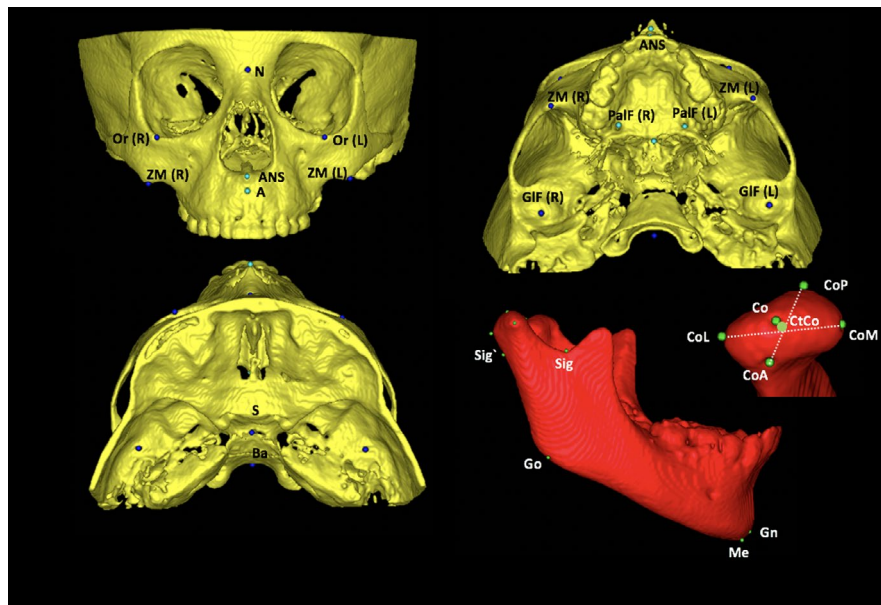 N
Or (R)
Or (L)
ZM (R)
ZM (L)
ANS
A
ANS
ZM (R)
ZM (L)
PalF (R)
PalF (L)
GlF (R)
GlF (L)
S
Ba
CoP
Co
CtCo
CoL
CoM
CoA
Sig`
Sig
Go
Gn
Me